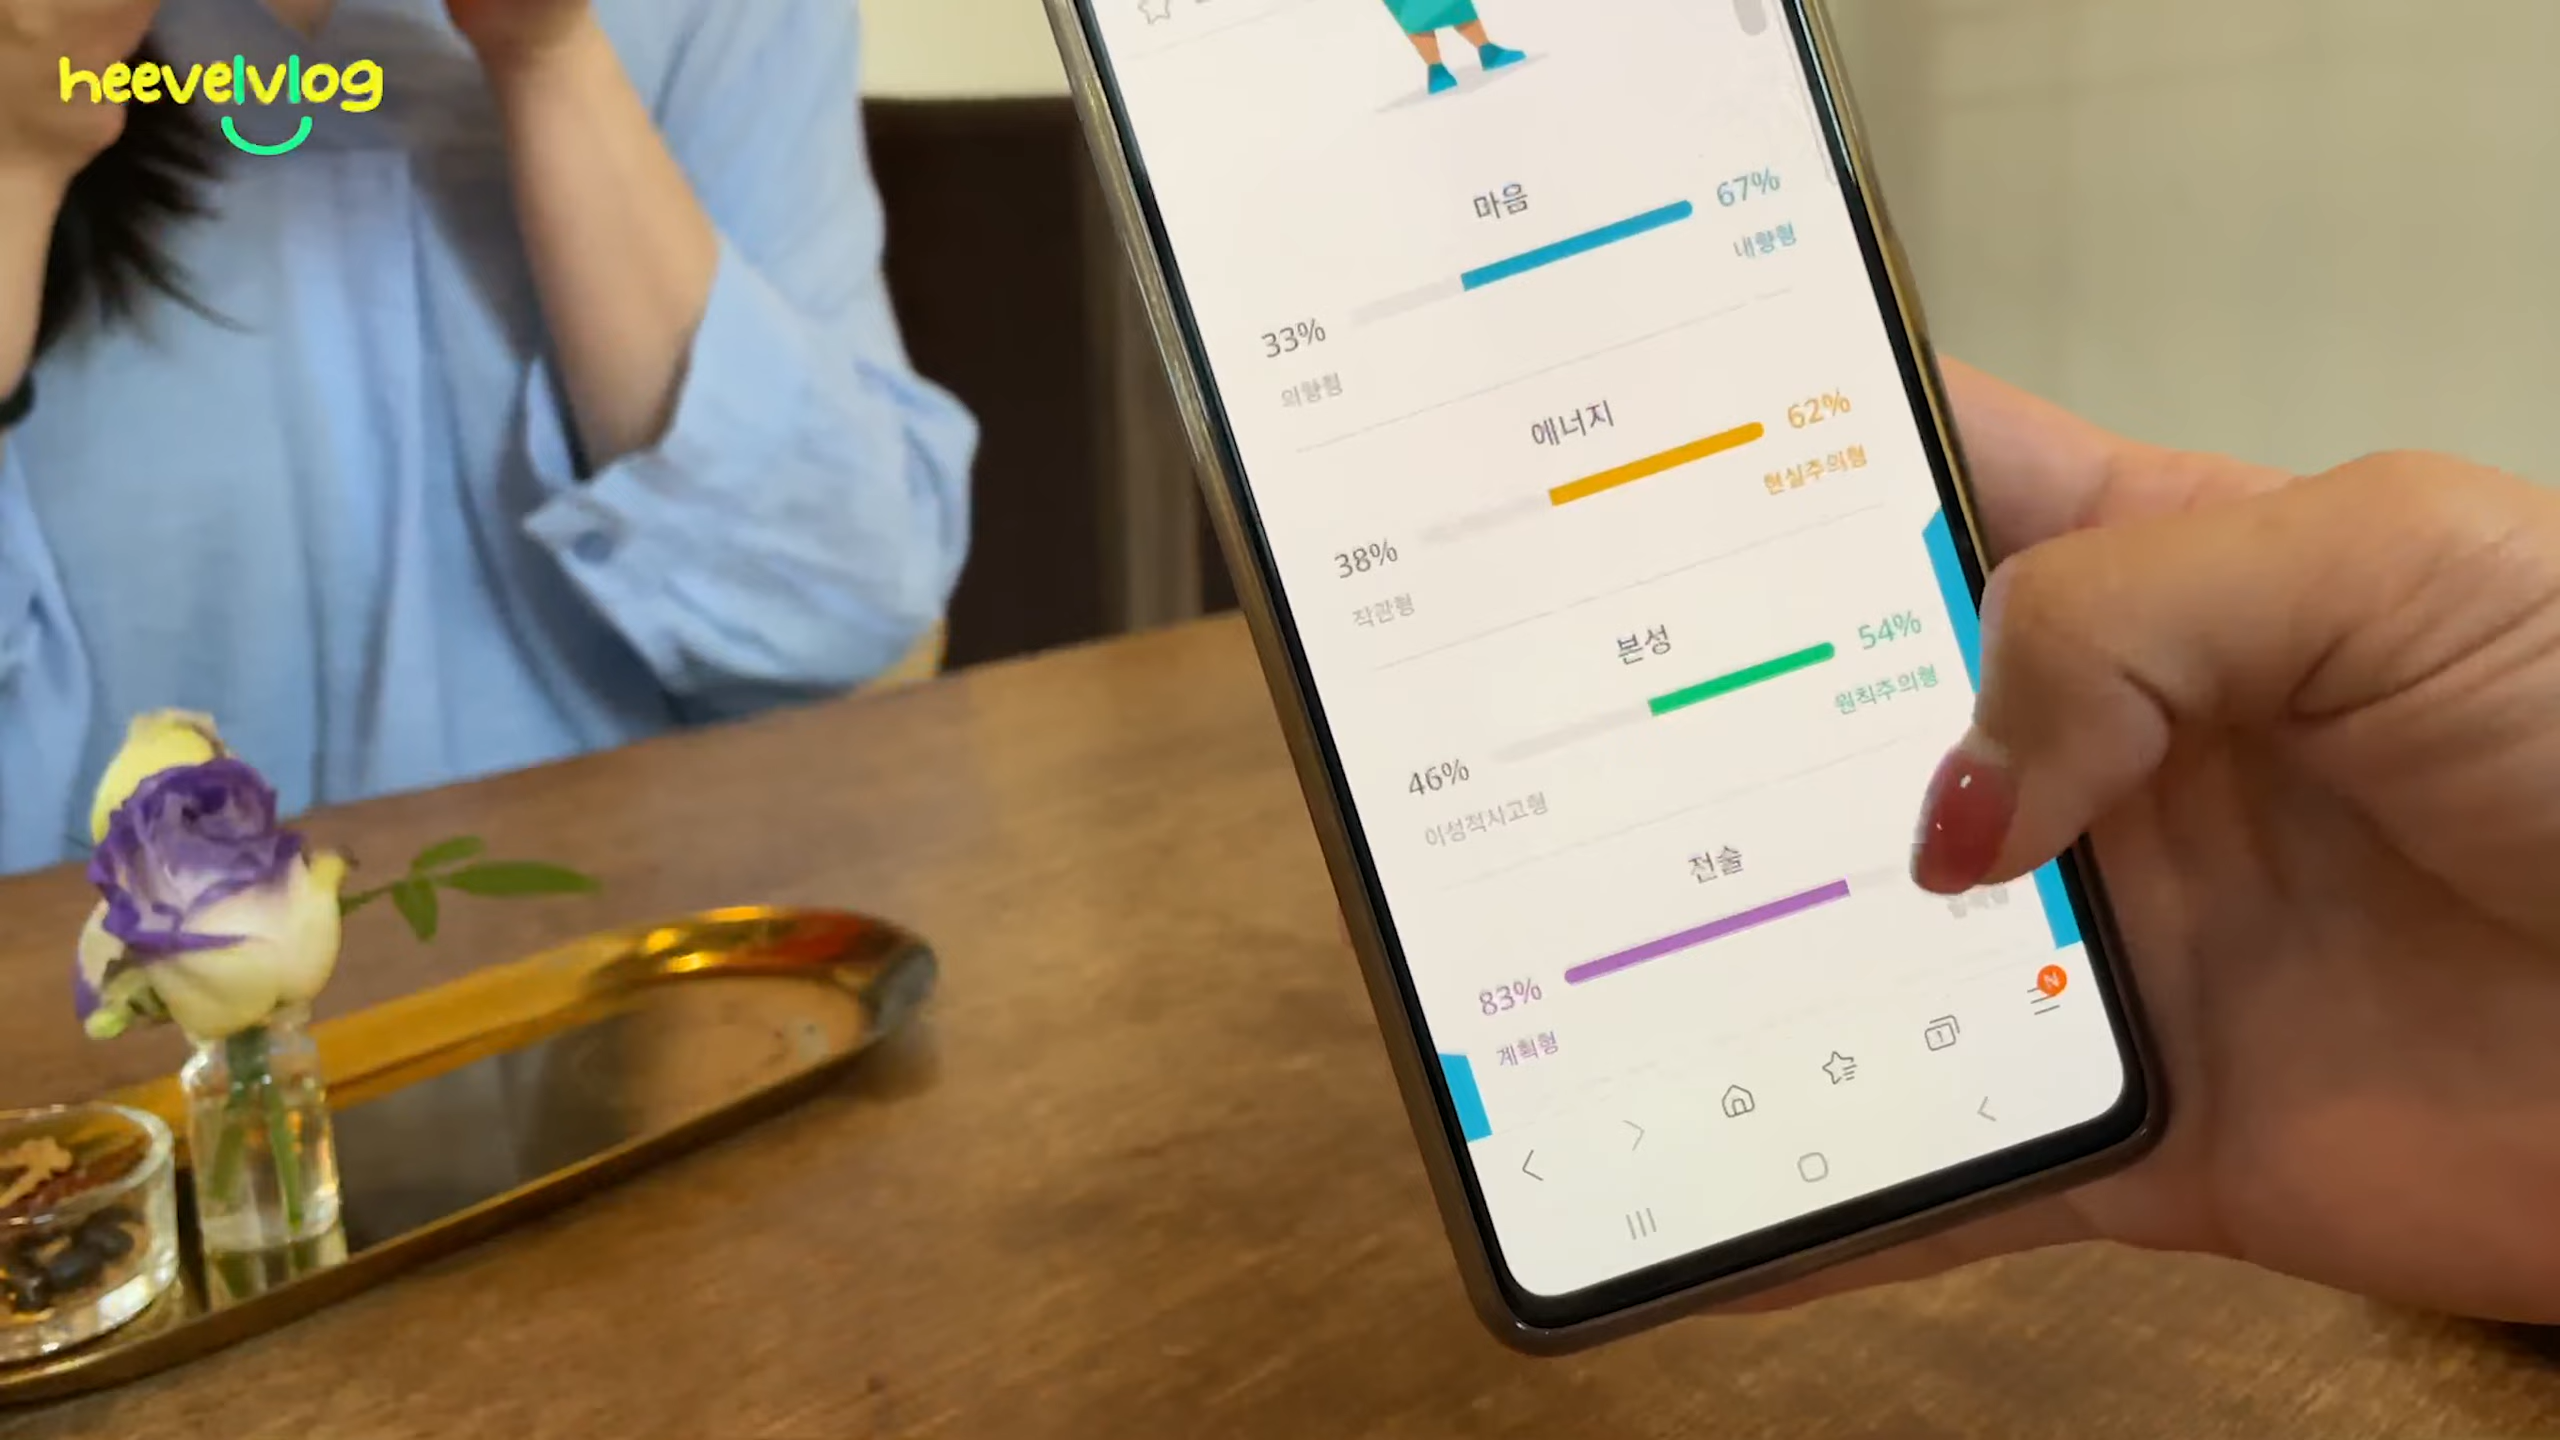 heevelvlog
마음
67%
내향형
33%
외향형
에너지
62%
현실주의형
38%
직관형
본성
54%
원칙주의형
46%
이성적사고형
전술
83%
계획형
1
N